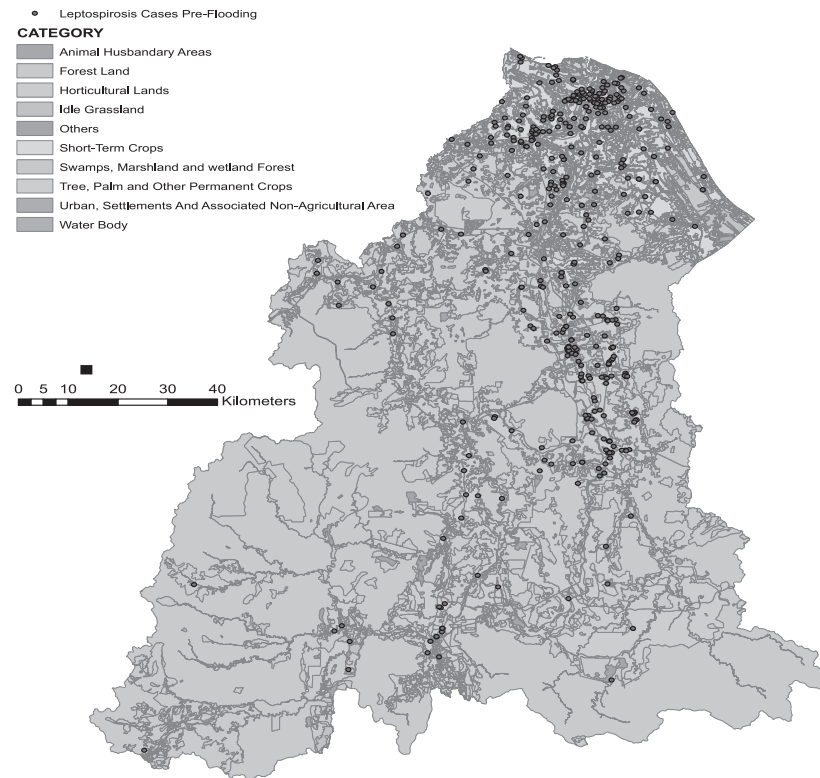 Leptospirosis Cases Pre-Flooding
CATEGORY
Animal Husbandary Areas
Forest Land
Horticultural Lands
Idle Grassland
Others
Short-Term Crops
Swamps, Marshland and wetland Forest
Tree, Palm and Other Permanent Crops
Urban, Settlements And Associated Non-Agricultural Area
Water Body
0 5 10 20 30 40
Kilometers